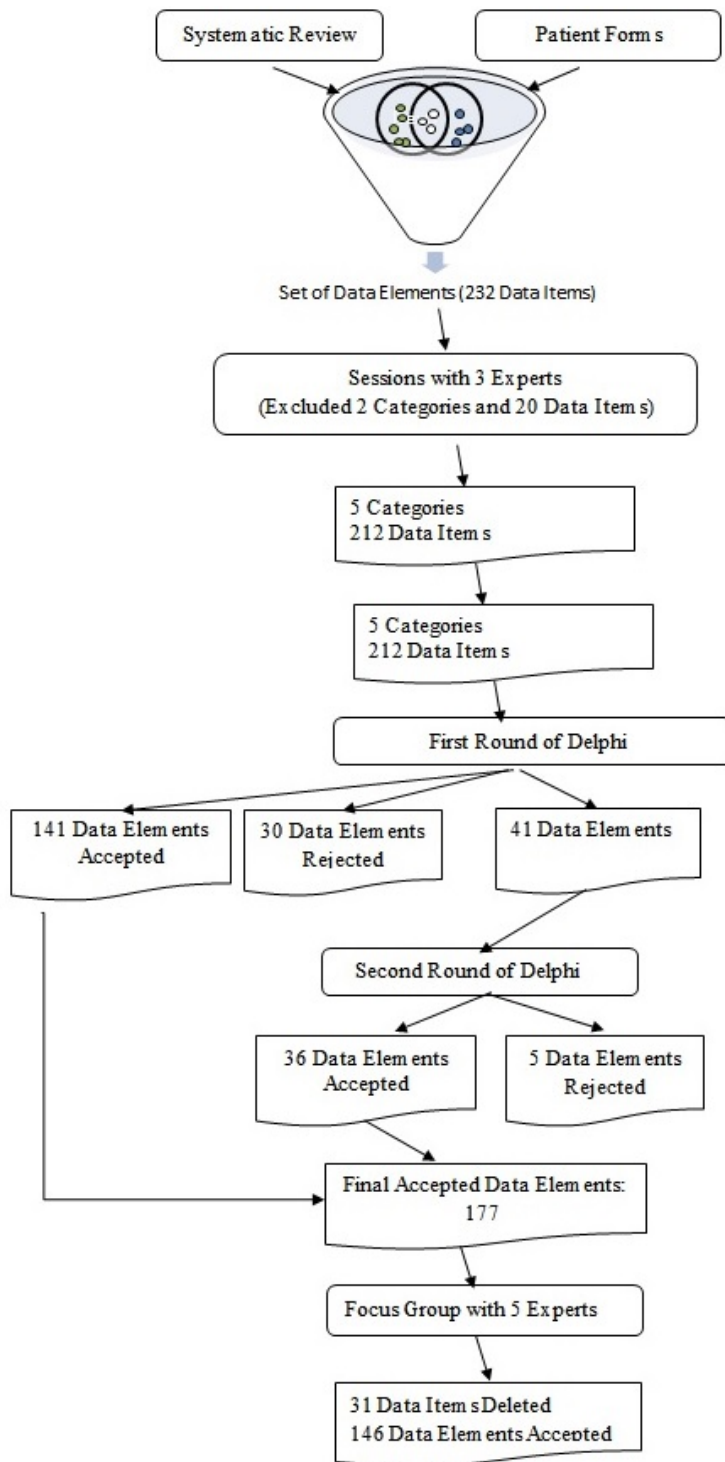 Systematic Review
Patient Forms
Set of Data Elements (232 Data Items)
Sessions with 3 Experts
(Excluded 2 Categories and 20 Data Items)
5 Categories
212 Data Items
5 Categories
212 Data Items
First Round of Delphi
141 Data Elements
Accepted
30 Data Elements
Rejected
41 Data Elements
Second Round of Delphi
36 Data Elements
Accepted
5 Data Elements
Rejected
Final Accepted Data Elements:
177
Focus Group with 5 Experts
31 Data Items Deleted
146 Data Elements Accepted